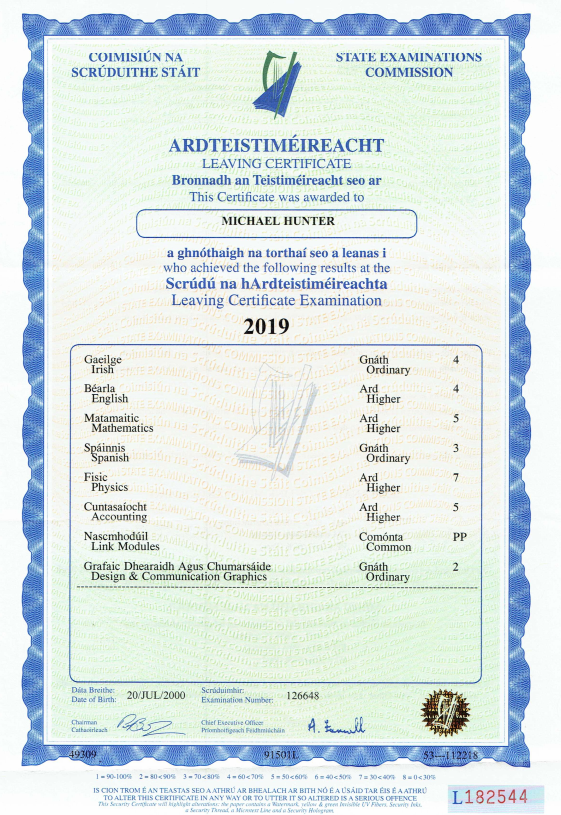 COIMISIÚN NA
SCRÚDUITHE STÁIT
STATE EXAMINATIONS
COMMISSION
ARDTEISTIMÉIREACHT
LEAVING CERTIFICATE
Bronnadh an Teistiméireacht seo ar
This Certificate was awarded to
MICHAEL HUNTER
a ghnóthaigh na torthaí seo a leanas i
who achieved the following results at the
Scrúdú na hArdteistiméireachta
Leaving Certificate Examination
2019
Gaeilge Gnáth 4
Irish Ordinary
Béarla Ard 4
English Higher
Matamaitic Ard 5
Mathematics Higher
Spáinnis Gnáth 3
Spanish Ordinary
Fisic Ard 7
Physics Higher
Cuntasaíocht Ard 5
Accounting Higher
Nascmhodúil Comónta PP
Link Modules Common
Grafaic Dhearaidh Agus Chumarsáide Gnáth 2
Design & Communication Graphics Ordinary
Dáta Breithe: 20/JUL/2000 Scrúduimhir: 126648
Date of Birth: Examination Number:
Chairman Chief Executive Officer
Cathaoirleach Príomhoifigeach Feidhmiúcháin
49309 91501L 53—112218
1 = 90-100% 2 = 80<90% 3 = 70<80% 4 = 60<70% 5 = 50<60% 6 = 40<50% 7 = 30<40% 8 = 0<30%
IS CION TROM É AN TEASTAS SEO A ATHRÚ AR BHEALACH AR BITH NÓ É A ÚSÁID TAR ÉIS É A ATHRÚ
TO ALTER THIS CERTIFICATE IN ANY WAY OR TO UTTER IT SO ALTERED IS A SERIOUS OFFENCE
This Security Certificate will highlight alterations; the paper contains a Watermark, yellow & green Invisible UV Fibers, Security Inks,
a Security Thread, a Microtext Line and a Security Hologram.
L182544